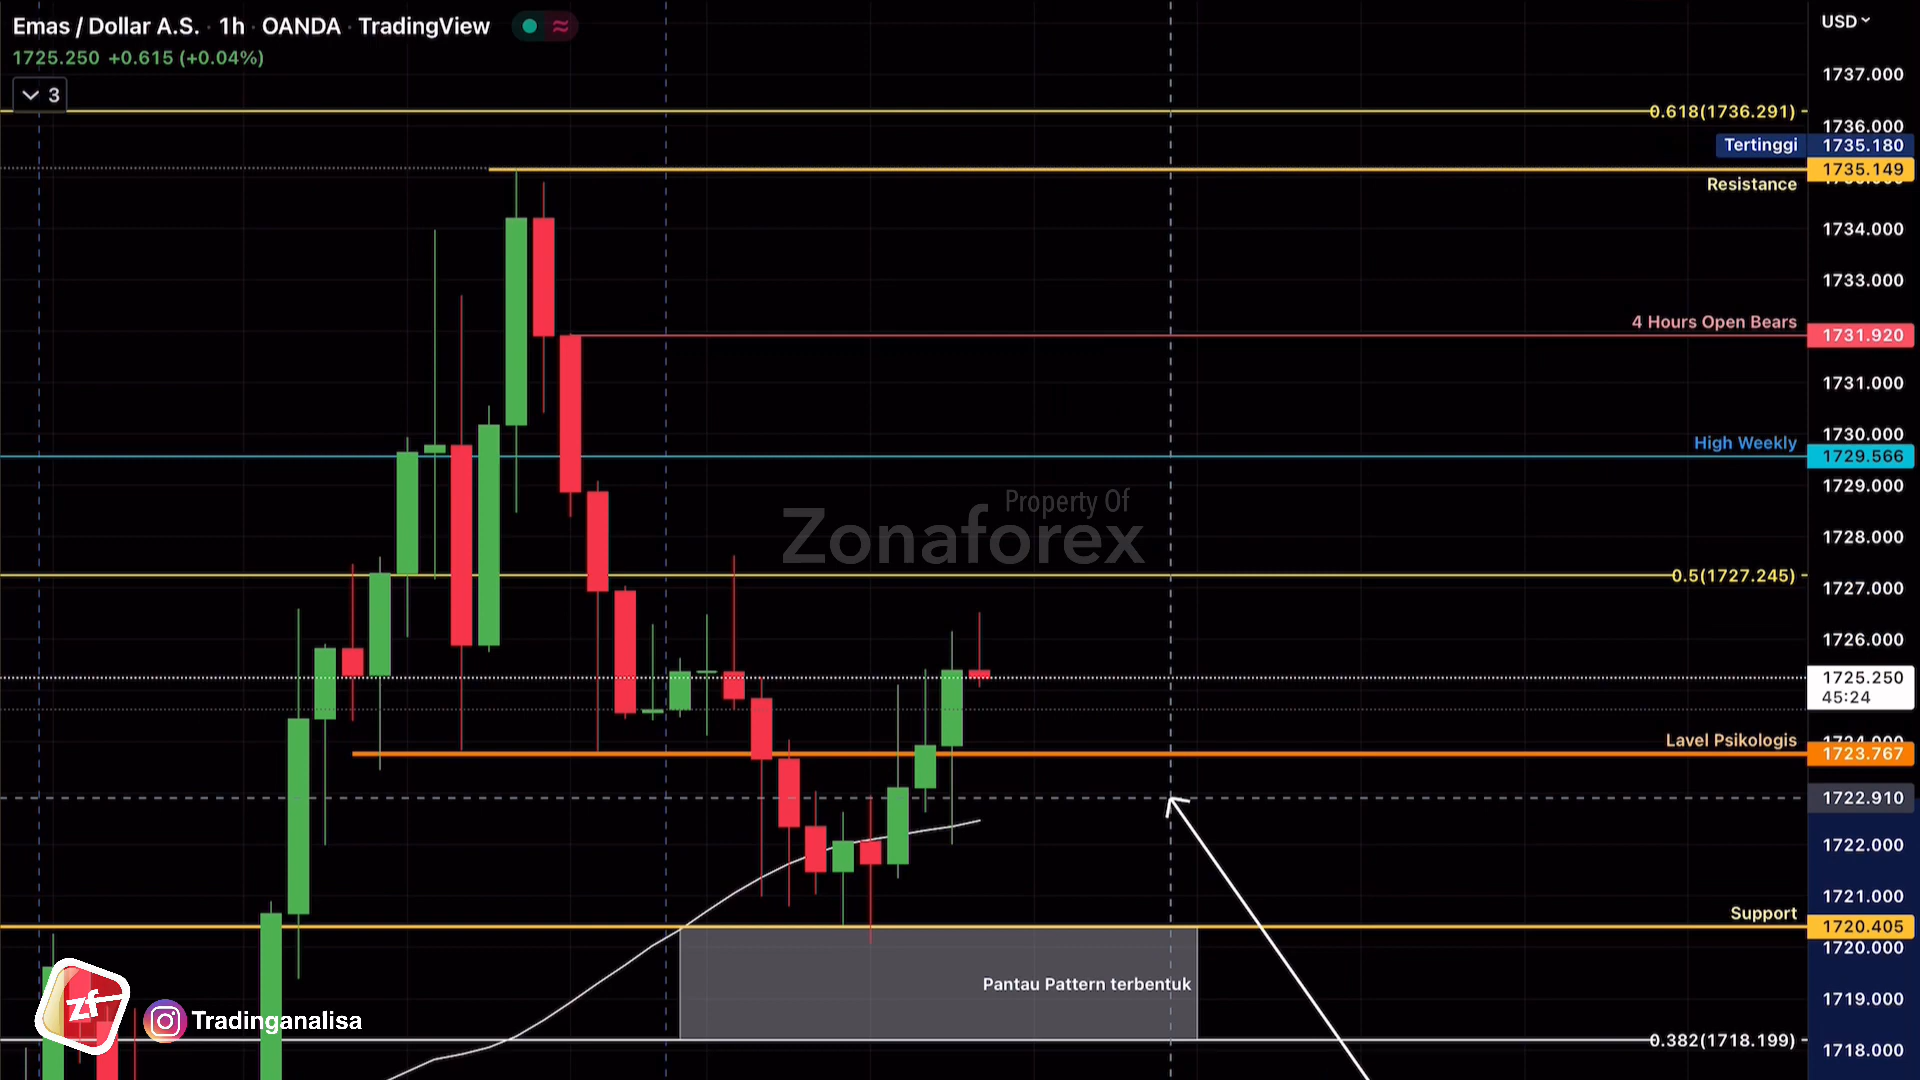 Emas / Dollar A.S. · 1h · OANDA · TradingView
1725.250 +0.615 (+0.04%)
3
USD
1737.000
0.618(1736.291)
1736.000
Tertinggi 1735.180
1735.149
Resistance
1734.000
1733.000
4 Hours Open Bears
1731.920
1731.000
1730.000
High Weekly
1729.566
1729.000
Property Of
Zonaforex
1728.000
0.5(1727.245)
1727.000
1726.000
1725.250
45:24
Lavel Psikologis
1724.000
1723.767
1722.910
1722.000
1721.000
Support
1720.405
1720.000
Pantau Pattern terbentuk
1719.000
zf
Tradinganalisa
0.382(1718.199)
1718.000